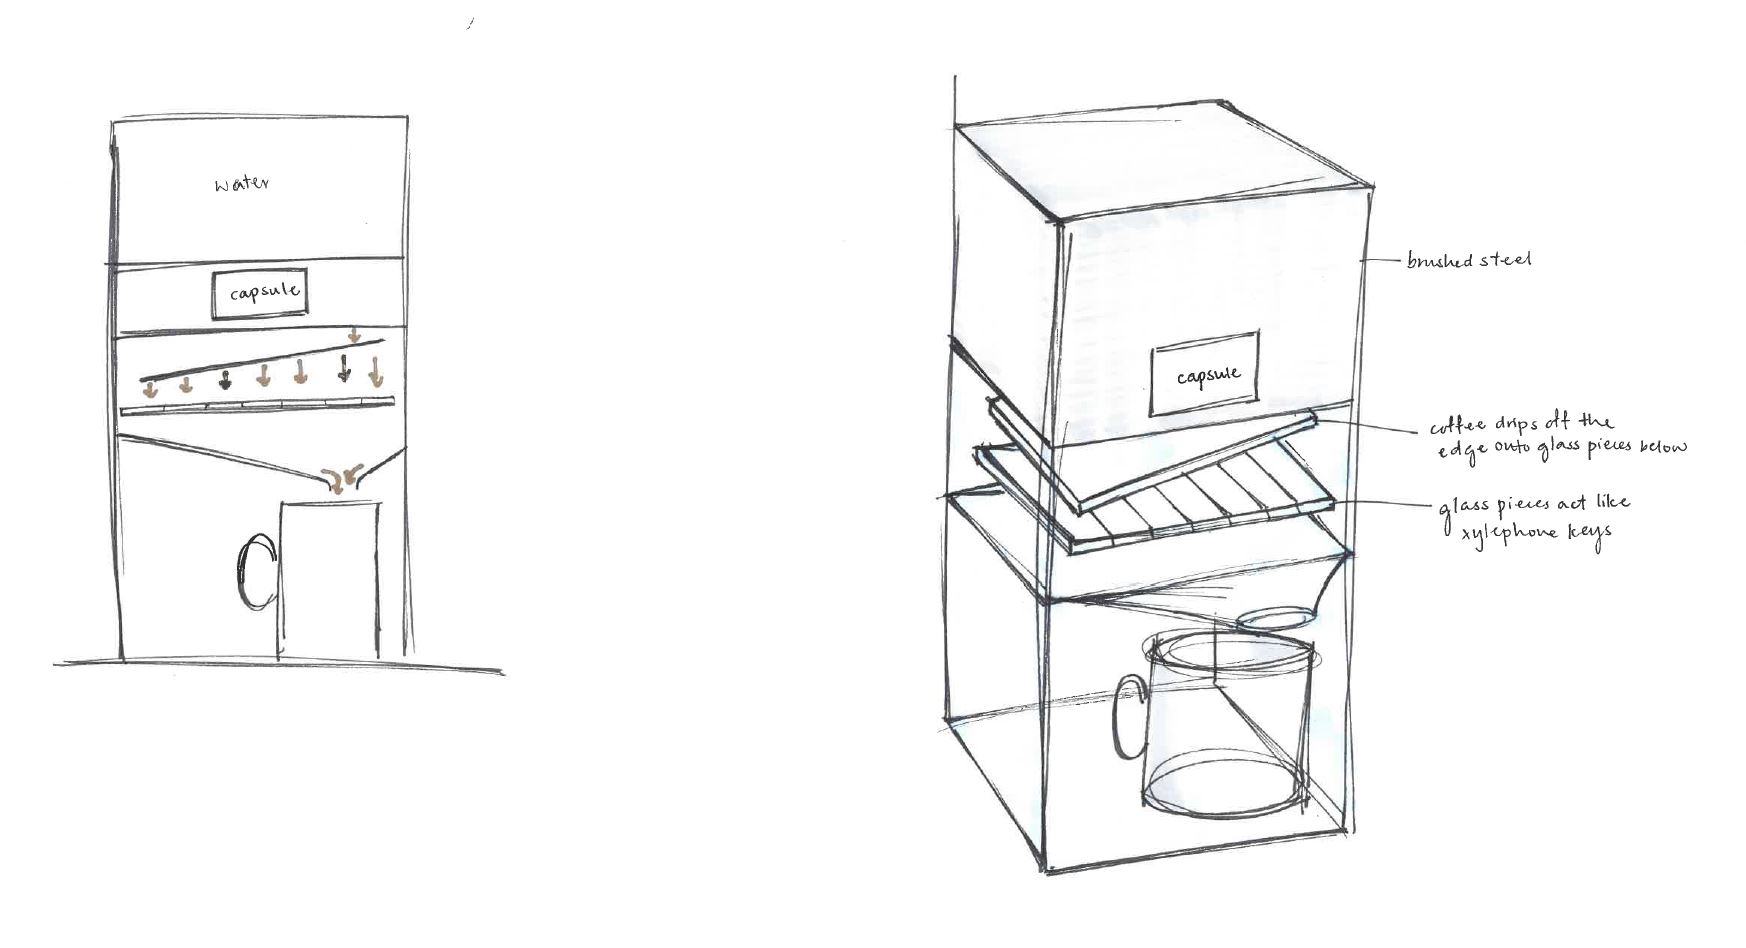 water
capsule
brushed steel
capsule
coffee drips off the
edge onto glass pieces below
glass pieces act like
xylephone keys